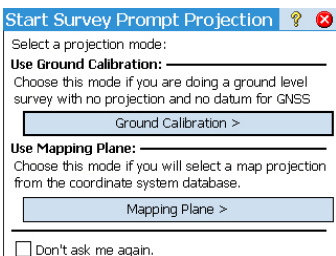 Start Survey Prompt Projection ?
Select a projection mode:
Use Ground Calibration:
Choose this mode if you are doing a ground level
survey with no projection and no datum for GNSS
Ground Calibration >
Use Mapping Plane:
Choose this mode if you will select a map projection
from the coordinate system database.
Mapping Plane >
Don't ask me again.